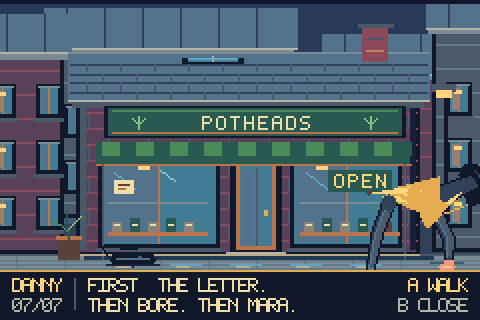 POTHEADS
OPEN
DANNY
07/07
FIRST THE LETTER.
THEN BORE. THEN MARA.
A WALK
B CLOSE